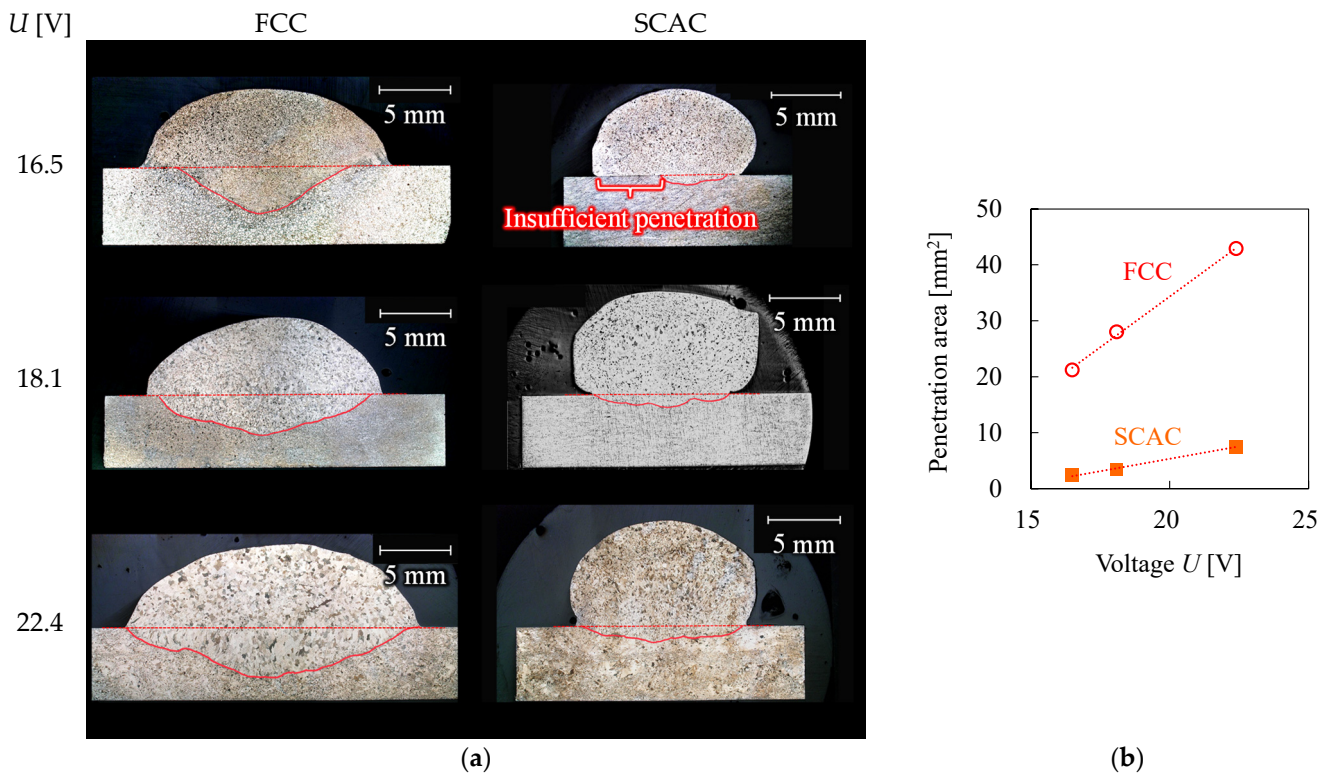 U [V] FCC SCAC
16.5
5 mm
5 mm
Insufficient penetration
18.1
5 mm
5 mm
22.4
5 mm
5 mm
(a)
50
40
30
20
10
0
Penetration area [mm²]
FCC
SCAC
15 20 25
Voltage U [V]
(b)